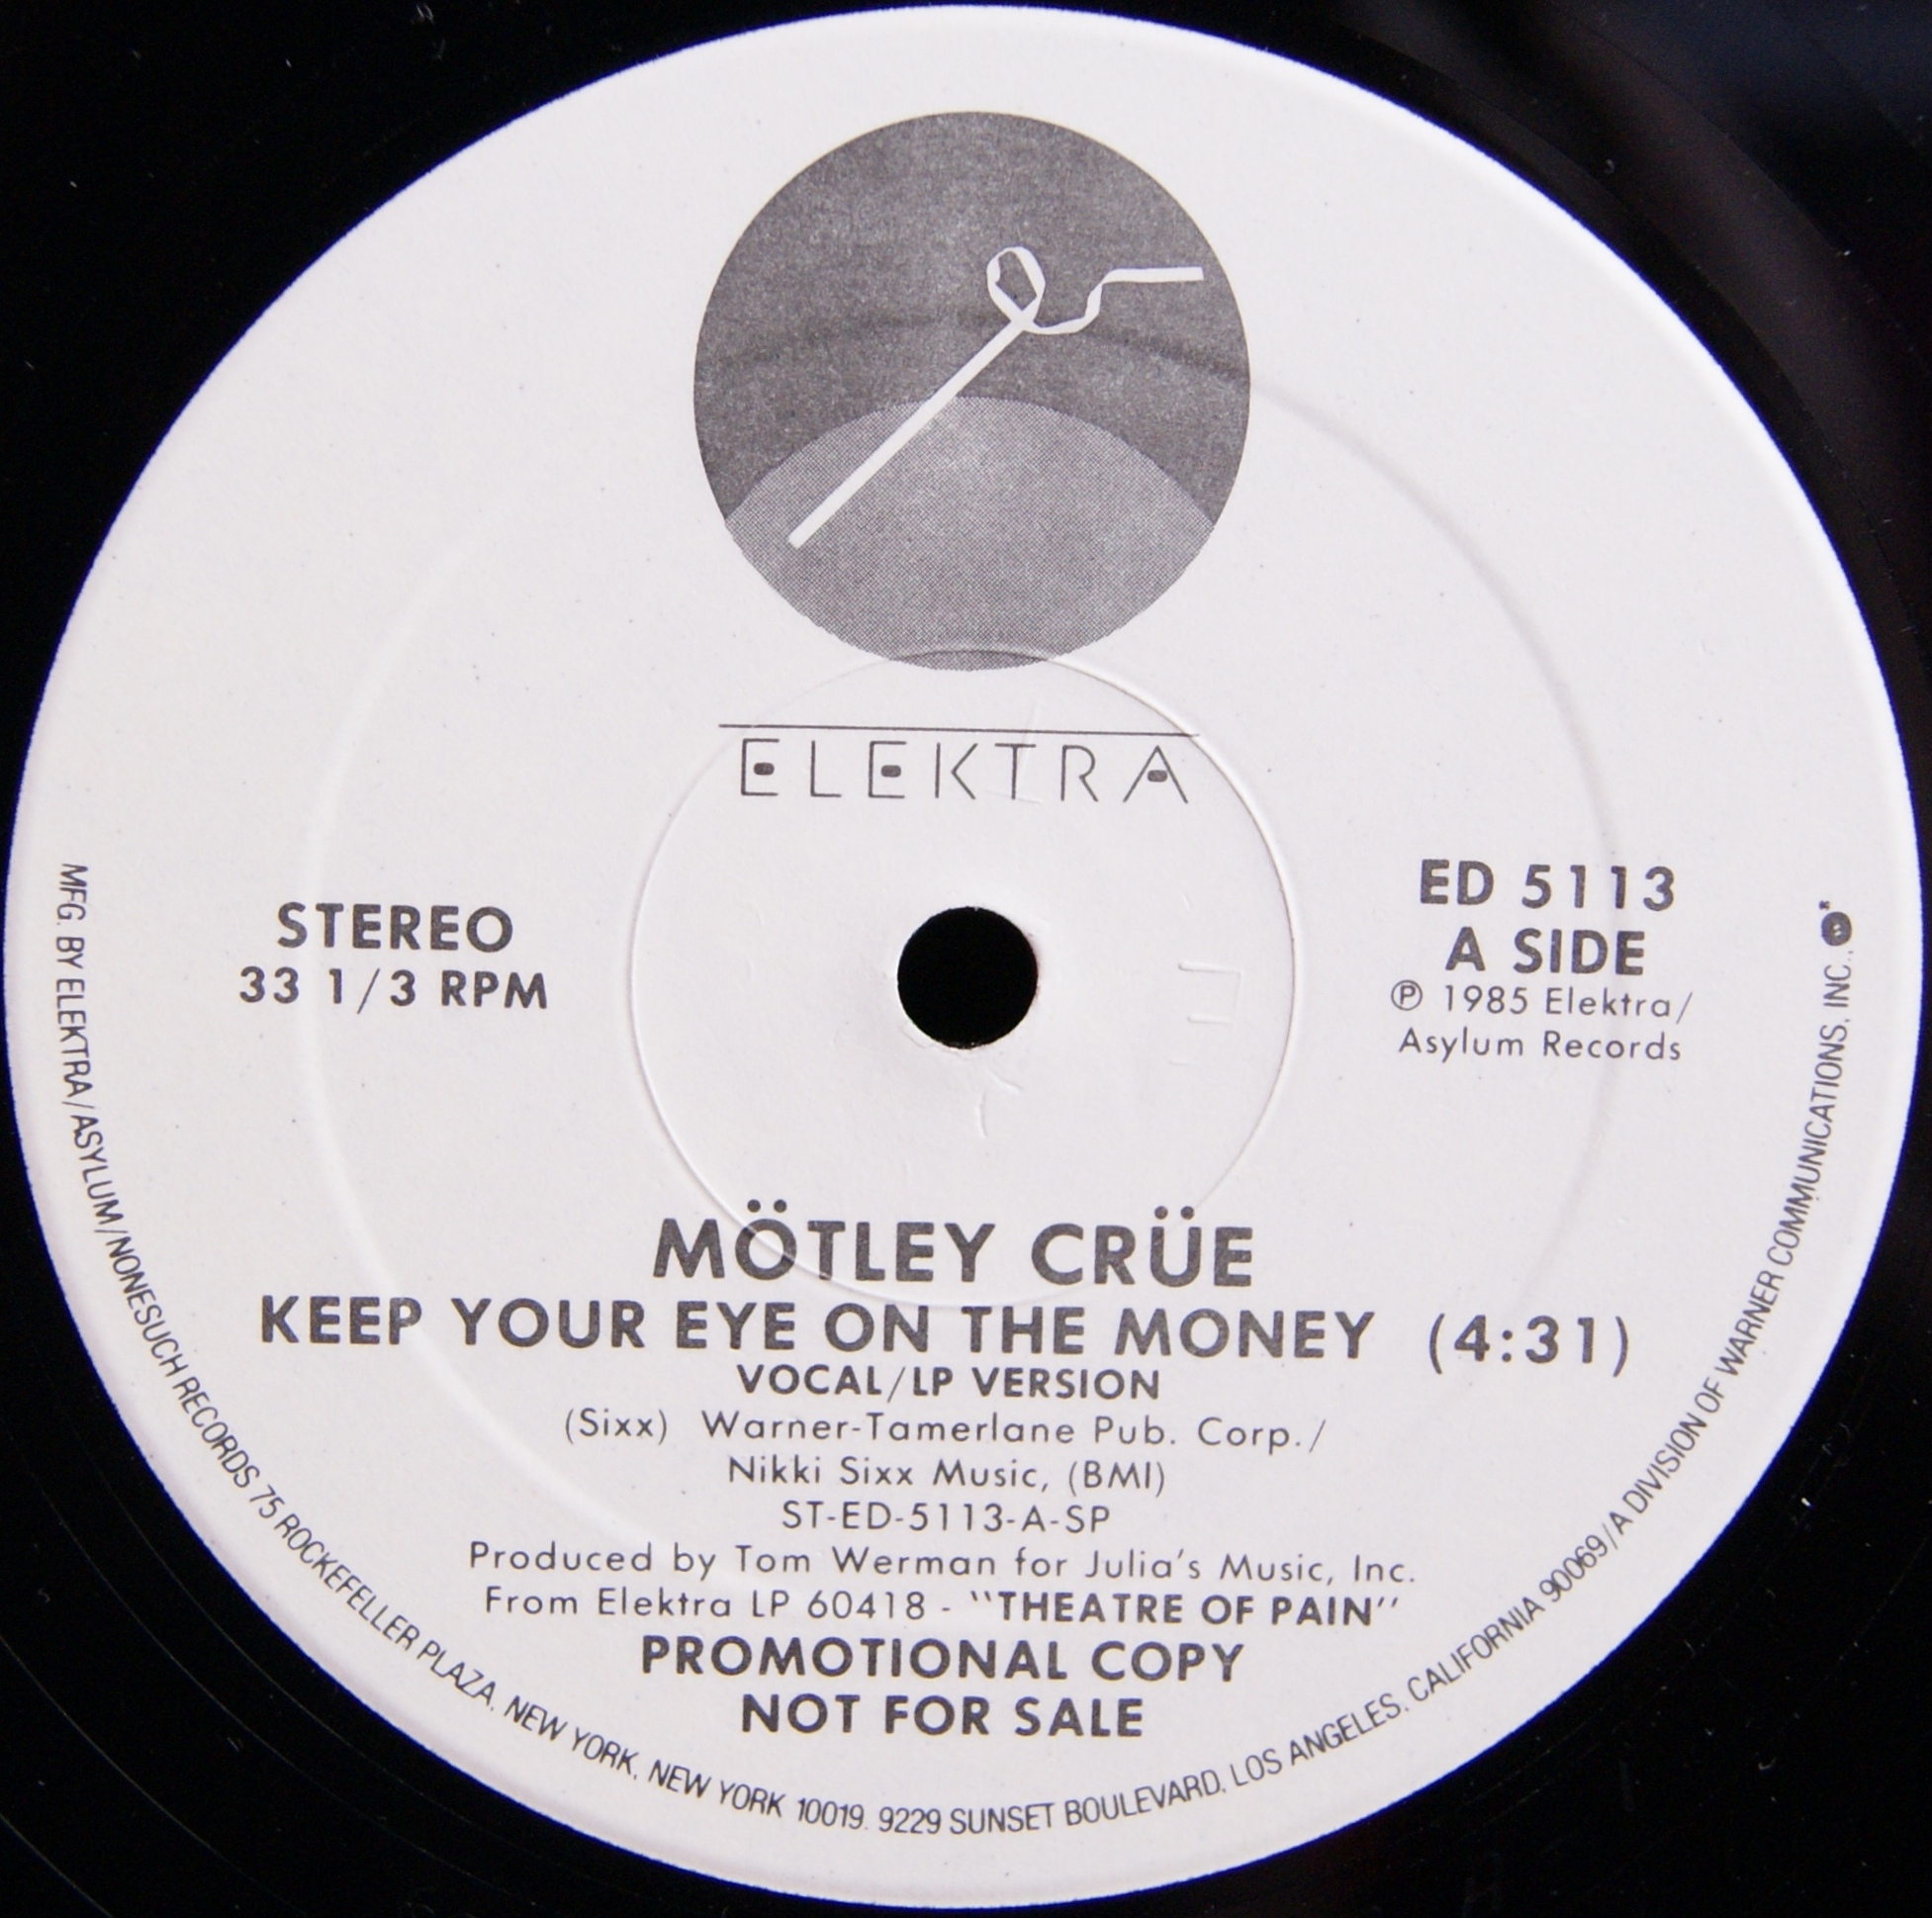 ELEKTRA
STEREO
33 1/3 RPM
ED 5113
A SIDE
Ⓟ 1985 Elektra/
Asylum Records
MÖTLEY CRÜE
KEEP YOUR EYE ON THE MONEY (4:31)
VOCAL/LP VERSION
(Sixx) Warner-Tamerlane Pub. Corp./
Nikki Sixx Music, (BMI)
ST-ED-5113-A-SP
Produced by Tom Werman for Julia's Music, Inc.
From Elektra LP 60418 - "THEATRE OF PAIN"
PROMOTIONAL COPY
NOT FOR SALE
MFG. BY ELEKTRA/ASYLUM/NONESUCH RECORDS 75 ROCKEFELLER PLAZA, NEW YORK, NEW YORK 10019. 9229 SUNSET BOULEVARD, LOS ANGELES, CALIFORNIA 90069/A DIVISION OF WARNER COMMUNICATIONS, INC.,